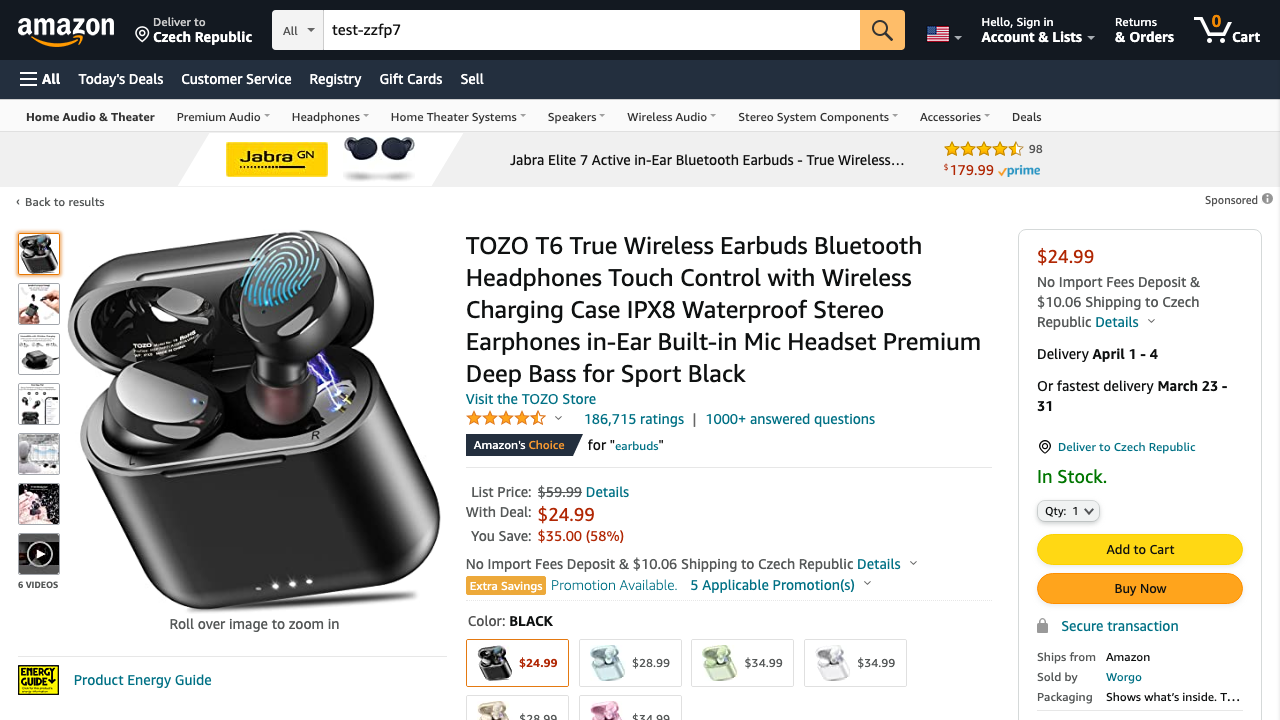 amazon
Deliver to
Czech Republic
All
test-zzfp7
Hello, Sign in
Account & Lists
Returns
& Orders
0
Cart
All
Today's Deals
Customer Service
Registry
Gift Cards
Sell
Home Audio & Theater
Premium Audio
Headphones
Home Theater Systems
Speakers
Wireless Audio
Stereo System Components
Accessories
Deals
Jabra GN
Jabra Elite 7 Active in-Ear Bluetooth Earbuds - True Wireless…
98
$179.99 prime
‹ Back to results
Sponsored
TOZO T6 True Wireless Earbuds Bluetooth
Headphones Touch Control with Wireless
Charging Case IPX8 Waterproof Stereo
Earphones in-Ear Built-in Mic Headset Premium
Deep Bass for Sport Black
Visit the TOZO Store
186,715 ratings | 1000+ answered questions
Amazon's Choice for "earbuds"
List Price: $59.99 Details
With Deal: $24.99
You Save: $35.00 (58%)
No Import Fees Deposit & $10.06 Shipping to Czech Republic Details
Extra Savings Promotion Available. 5 Applicable Promotion(s)
Color: BLACK
$24.99
$28.99
$34.99
$34.99
$28.99
$34.99
TOZO
R
L
6 VIDEOS
Roll over image to zoom in
ENERGY
GUIDE
Product Energy Guide
$24.99
No Import Fees Deposit &
$10.06 Shipping to Czech
Republic Details
Delivery April 1 - 4
Or fastest delivery March 23 -
31
Deliver to Czech Republic
In Stock.
Qty: 1
Add to Cart
Buy Now
Secure transaction
Ships from Amazon
Sold by Worgo
Packaging Shows what's inside. T…